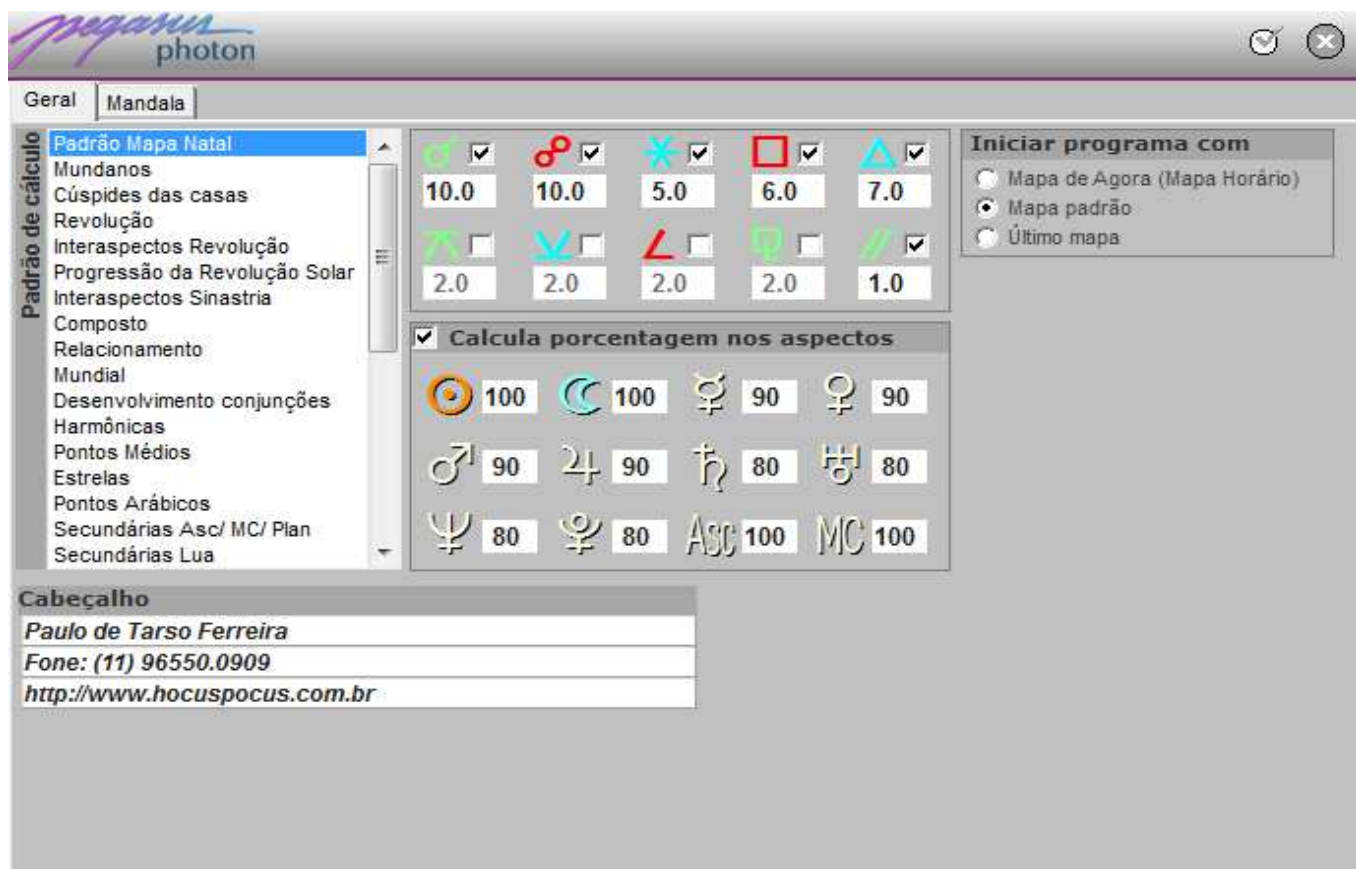 pegasus
photon
Geral
Mandala
Padrão de cálculo
Padrão Mapa Natal
Mundanos
Cúspides das casas
Revolução
Interaspectos Revolução
Progressão da Revolução Solar
Interaspectos Sinastria
Composto
Relacionamento
Mundial
Desenvolvimento conjunções
Harmônicas
Pontos Médios
Estrelas
Pontos Arábicos
Secundárias Asc/ MC/ Plan
Secundárias Lua
10.0 10.0 5.0 6.0 7.0
2.0 2.0 2.0 2.0 1.0
Calcula porcentagem nos aspectos
100 100 90 90
90 90 80 80
80 80 Asc 100 MC 100
Iniciar programa com
Mapa de Agora (Mapa Horário)
Mapa padrão
Último mapa
Cabeçalho
Paulo de Tarso Ferreira
Fone: (11) 96550.0909
http://www.hocuspocus.com.br